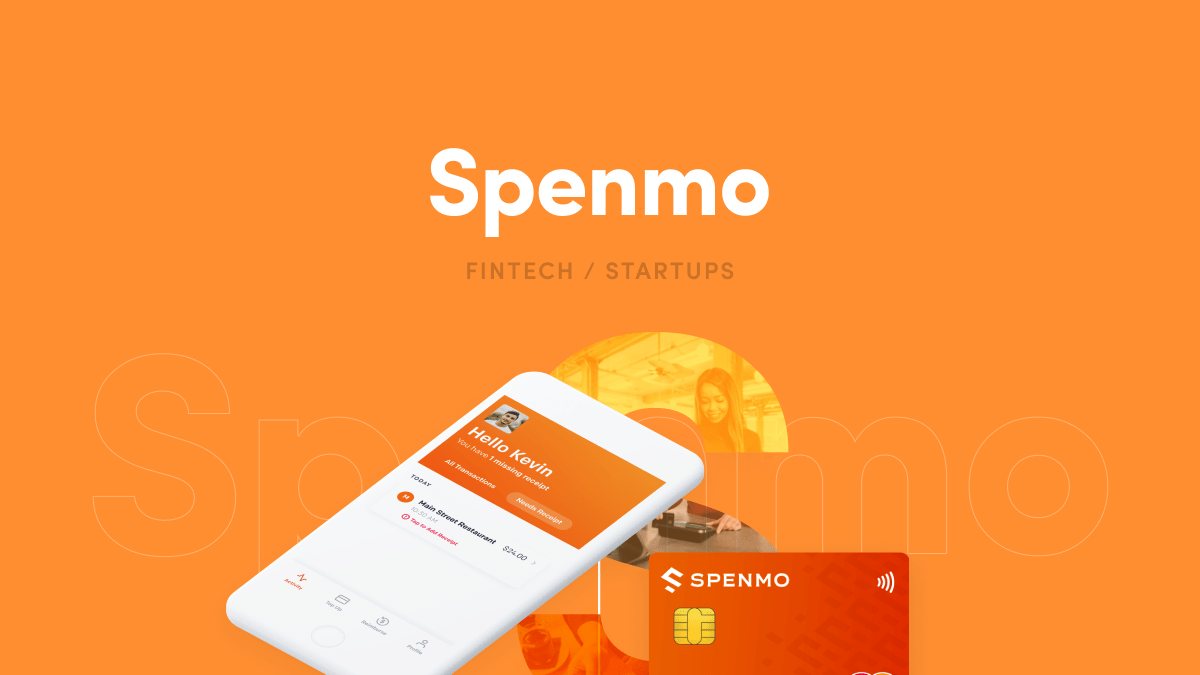 Spenmo
FINTECH / STARTUPS
Spenmo
Hello Kevin
You have 1 missing receipt
All Transactions
Needs Receipt
TODAY
M
Main Street Restaurant
$24.00
10:30 AM
Tap to Add Receipt
Activity
Top Up
Reimburse
Profile
SPENMO